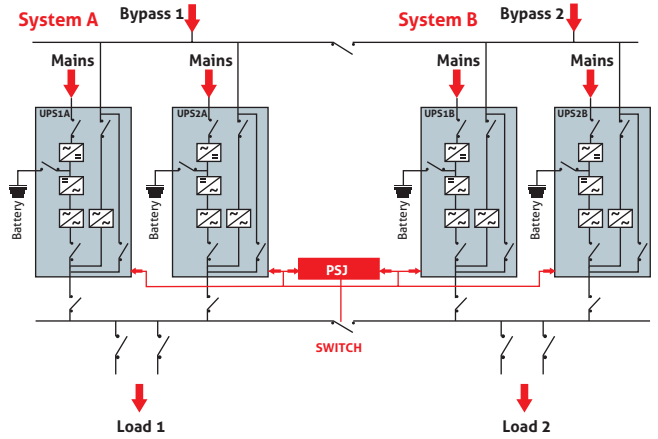 System A
Bypass 1
System B
Bypass 2
Mains
Mains
Mains
Mains
UPS1A
UPS2A
UPS1B
UPS2B
Battery
Battery
Battery
Battery
PSJ
SWITCH
Load 1
Load 2